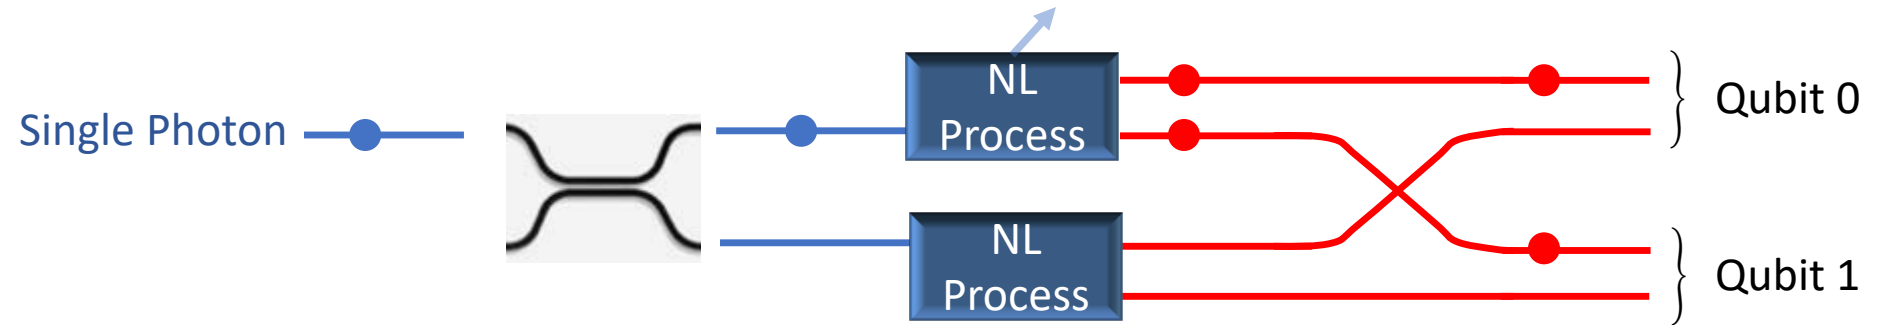 Single Photon
NL
Process
NL
Process
Qubit 0
Qubit 1